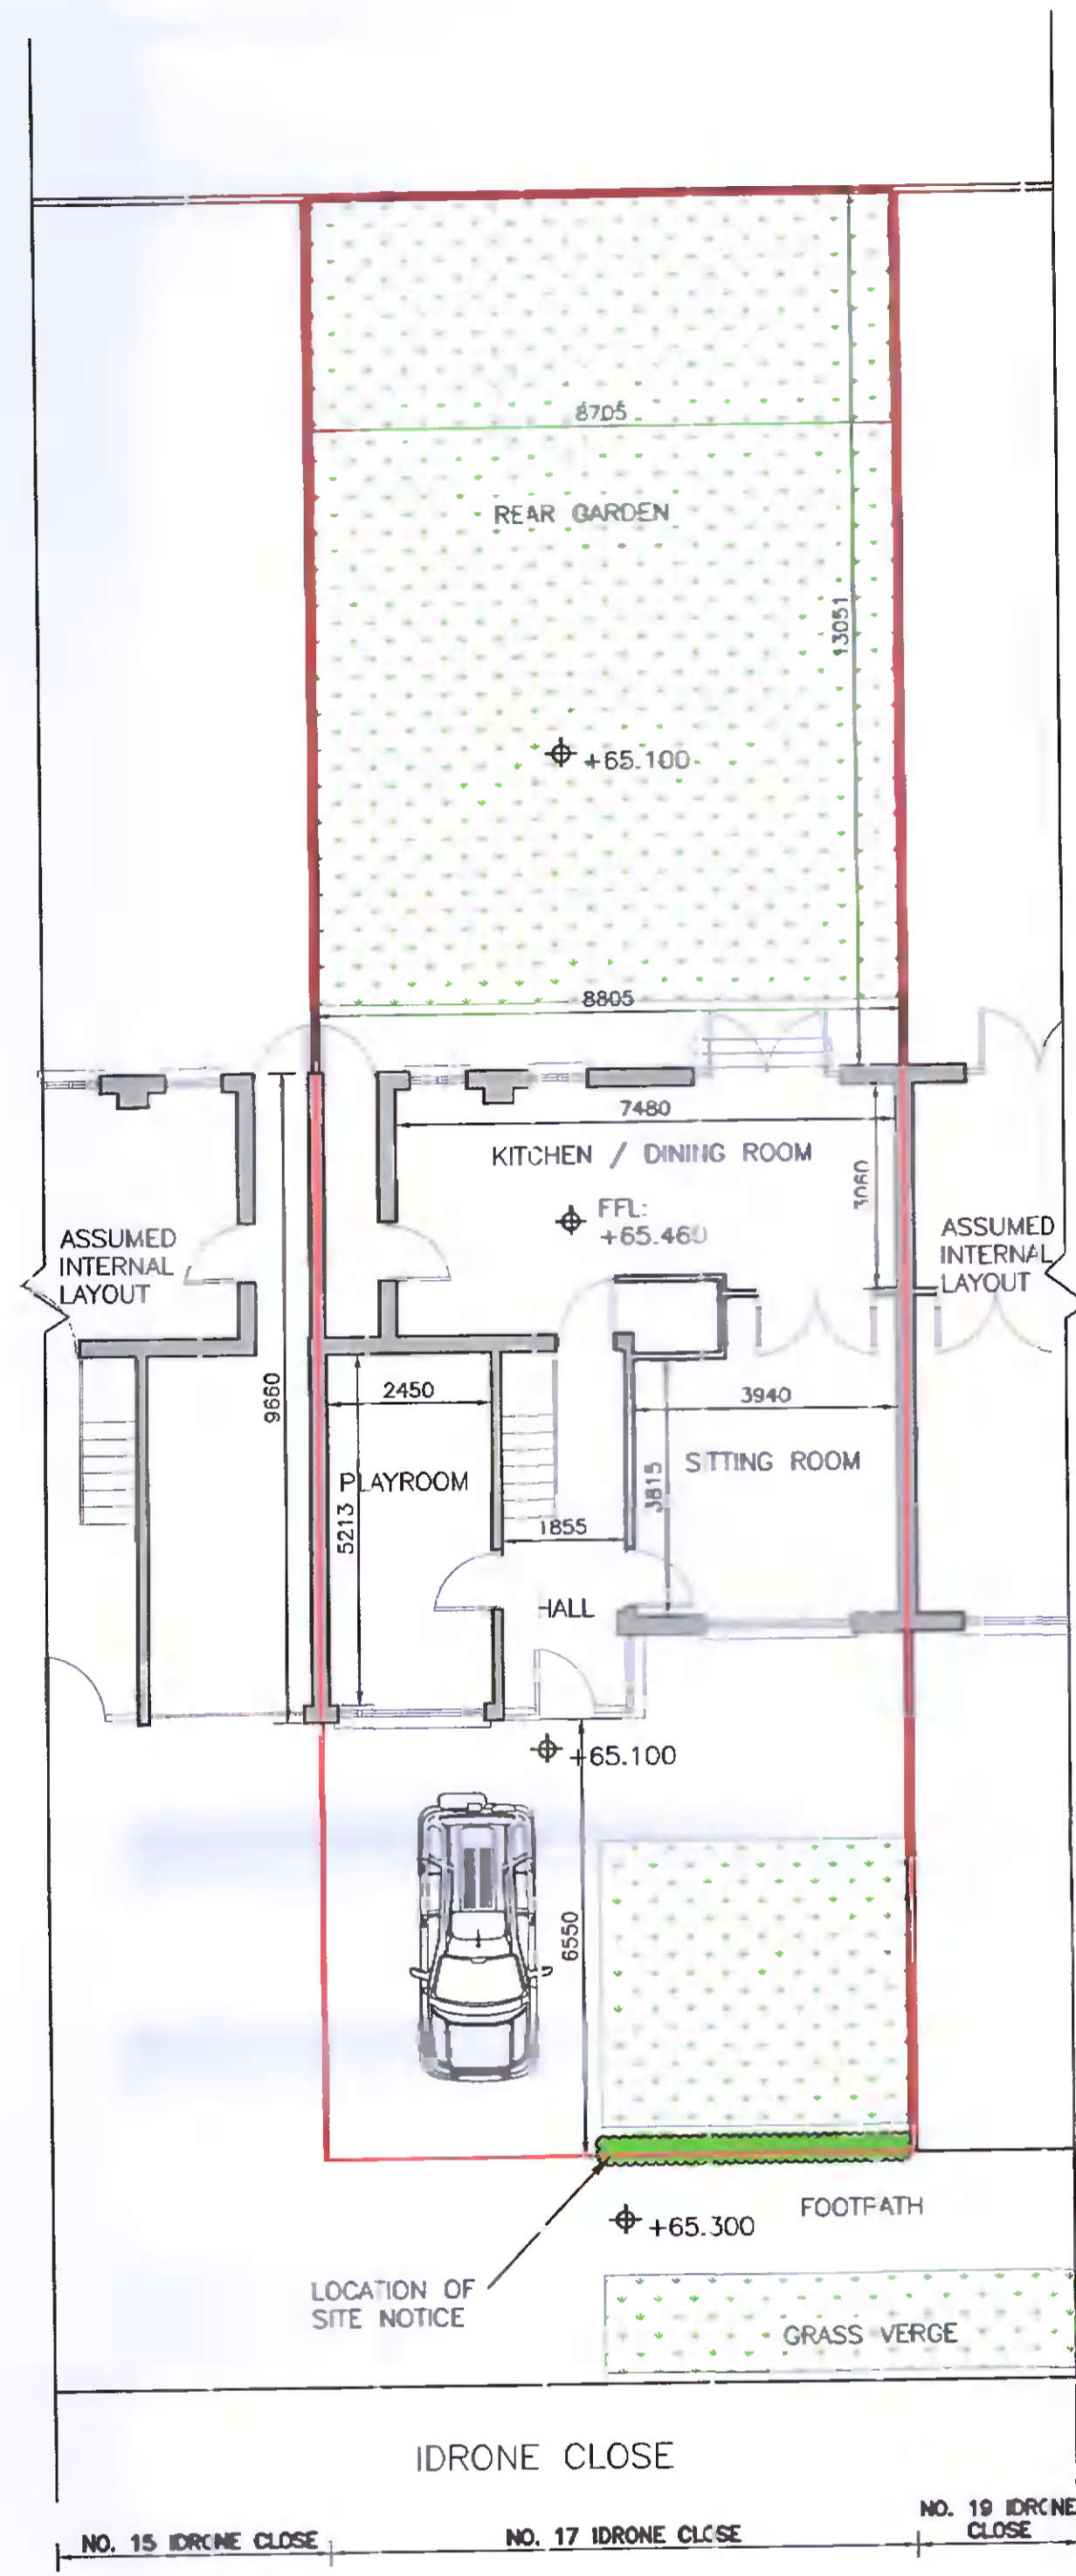 8705
REAR GARDEN
13051
+65.100
8805
7480
KITCHEN / DINING ROOM
3060
FFL:
+65.460
ASSUMED
INTERNAL
LAYOUT
ASSUMED
INTERNAL
LAYOUT
9660
2450
3940
PLAYROOM
SITTING ROOM
5213
3815
1855
HALL
+65.100
6550
FOOTPATH
+65.300
LOCATION OF
SITE NOTICE
GRASS VERGE
IDRONE CLOSE
NO. 15 IDRONE CLOSE
NO. 17 IDRONE CLOSE
NO. 19 IDRONE
CLOSE